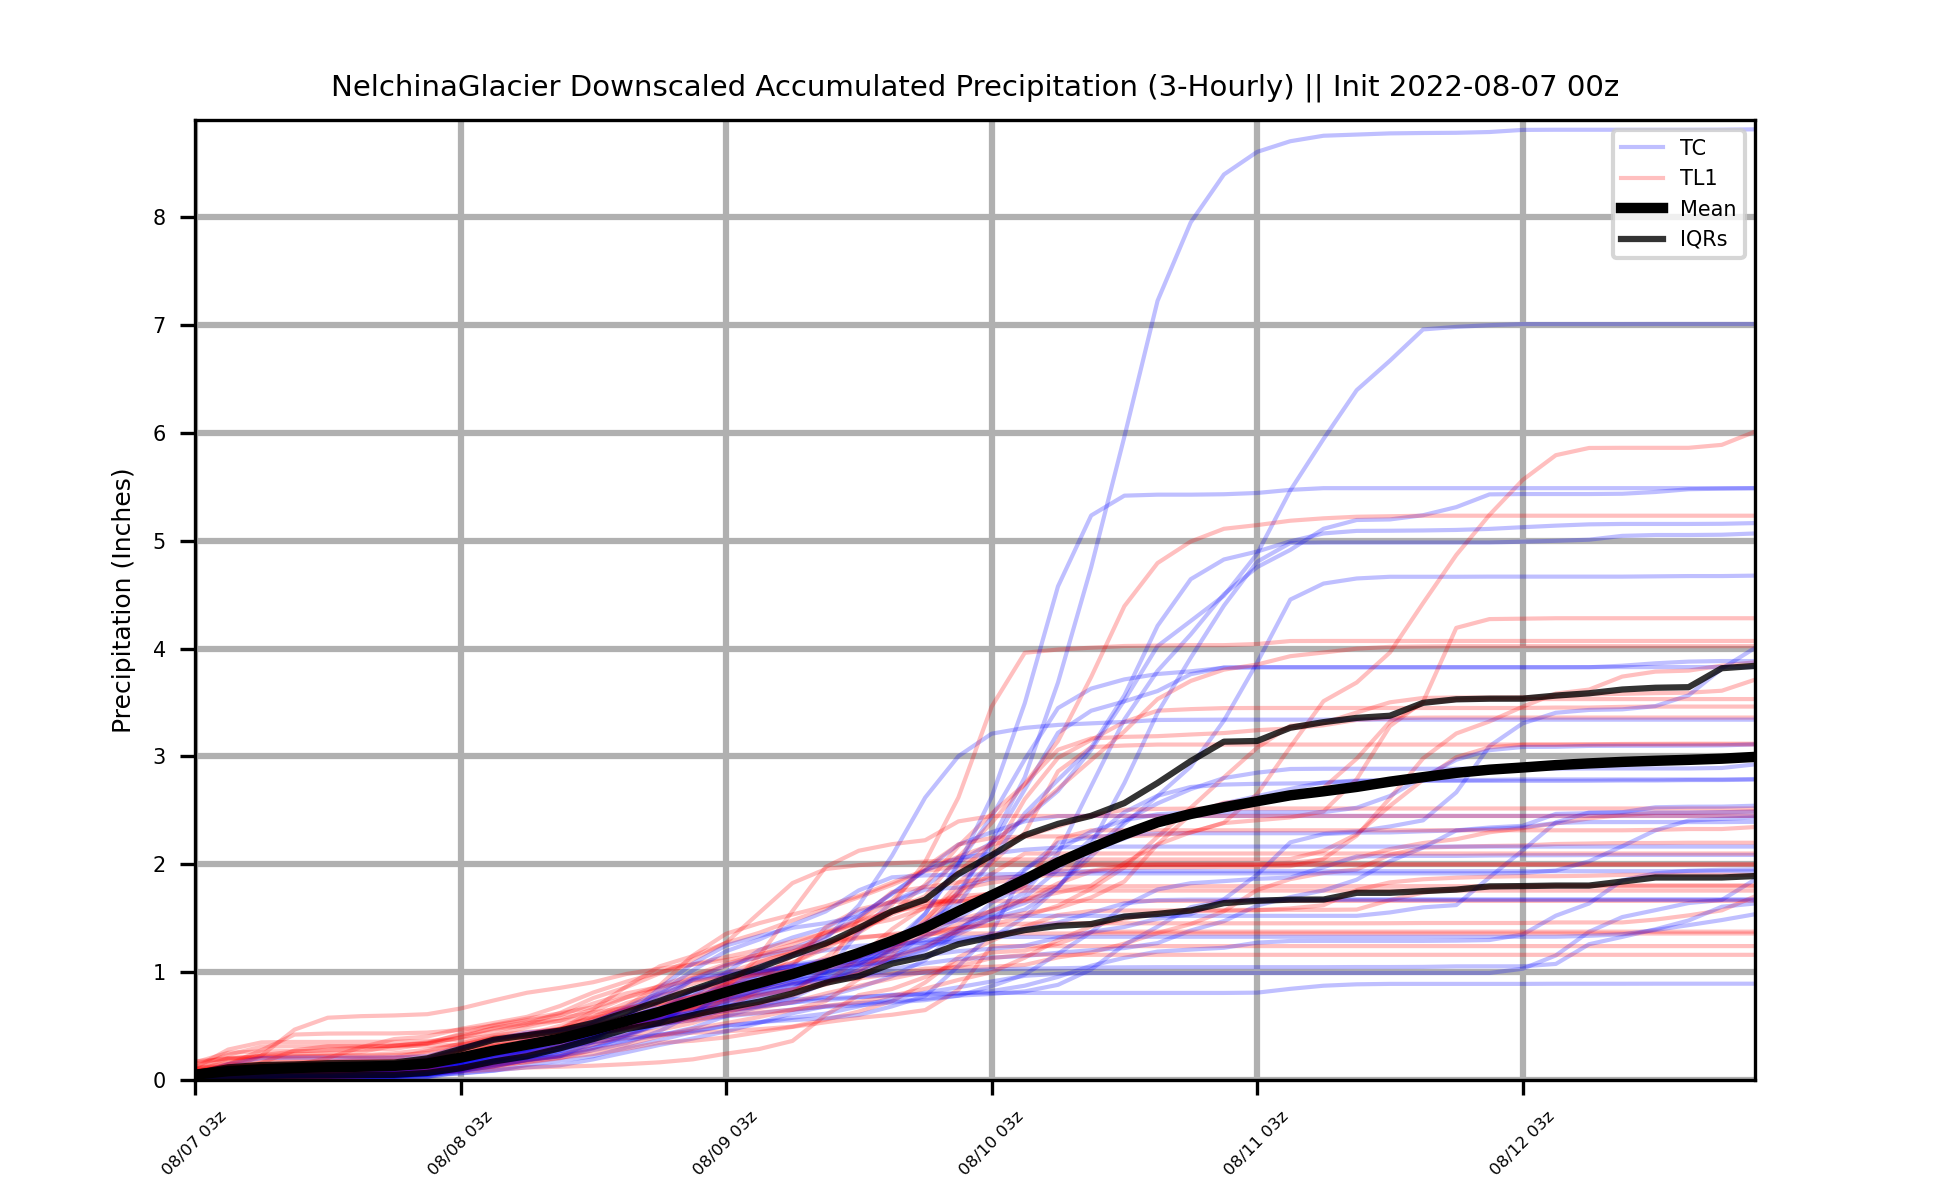 NelchinaGlacier Downscaled Accumulated Precipitation (3-Hourly) || Init 2022-08-07 00z
TC
TL1
Mean
IQRs
Precipitation (Inches)
8
7
6
5
4
3
2
1
0
08/07 03z
08/08 03z
08/09 03z
08/10 03z
08/11 03z
08/12 03z